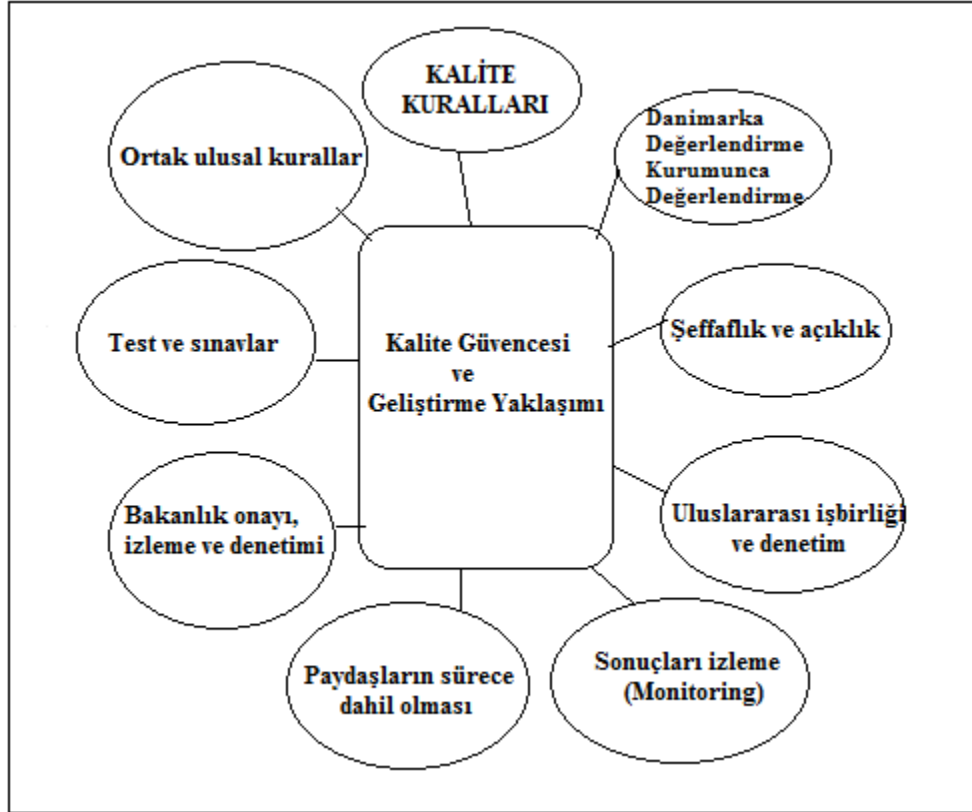 KALİTE
KURALLARI
Danimarka
Değerlendirme
Kurumunca
Değerlendirme
Ortak ulusal kurallar
Şeffaflık ve açıklık
Test ve sınavlar
Kalite Güvencesi
ve
Geliştirme Yaklaşımı
Bakanlık onayı,
izleme ve denetimi
Uluslararası işbirliği
ve denetim
Paydaşların sürece
dahil olması
Sonuçları izleme
(Monitoring)